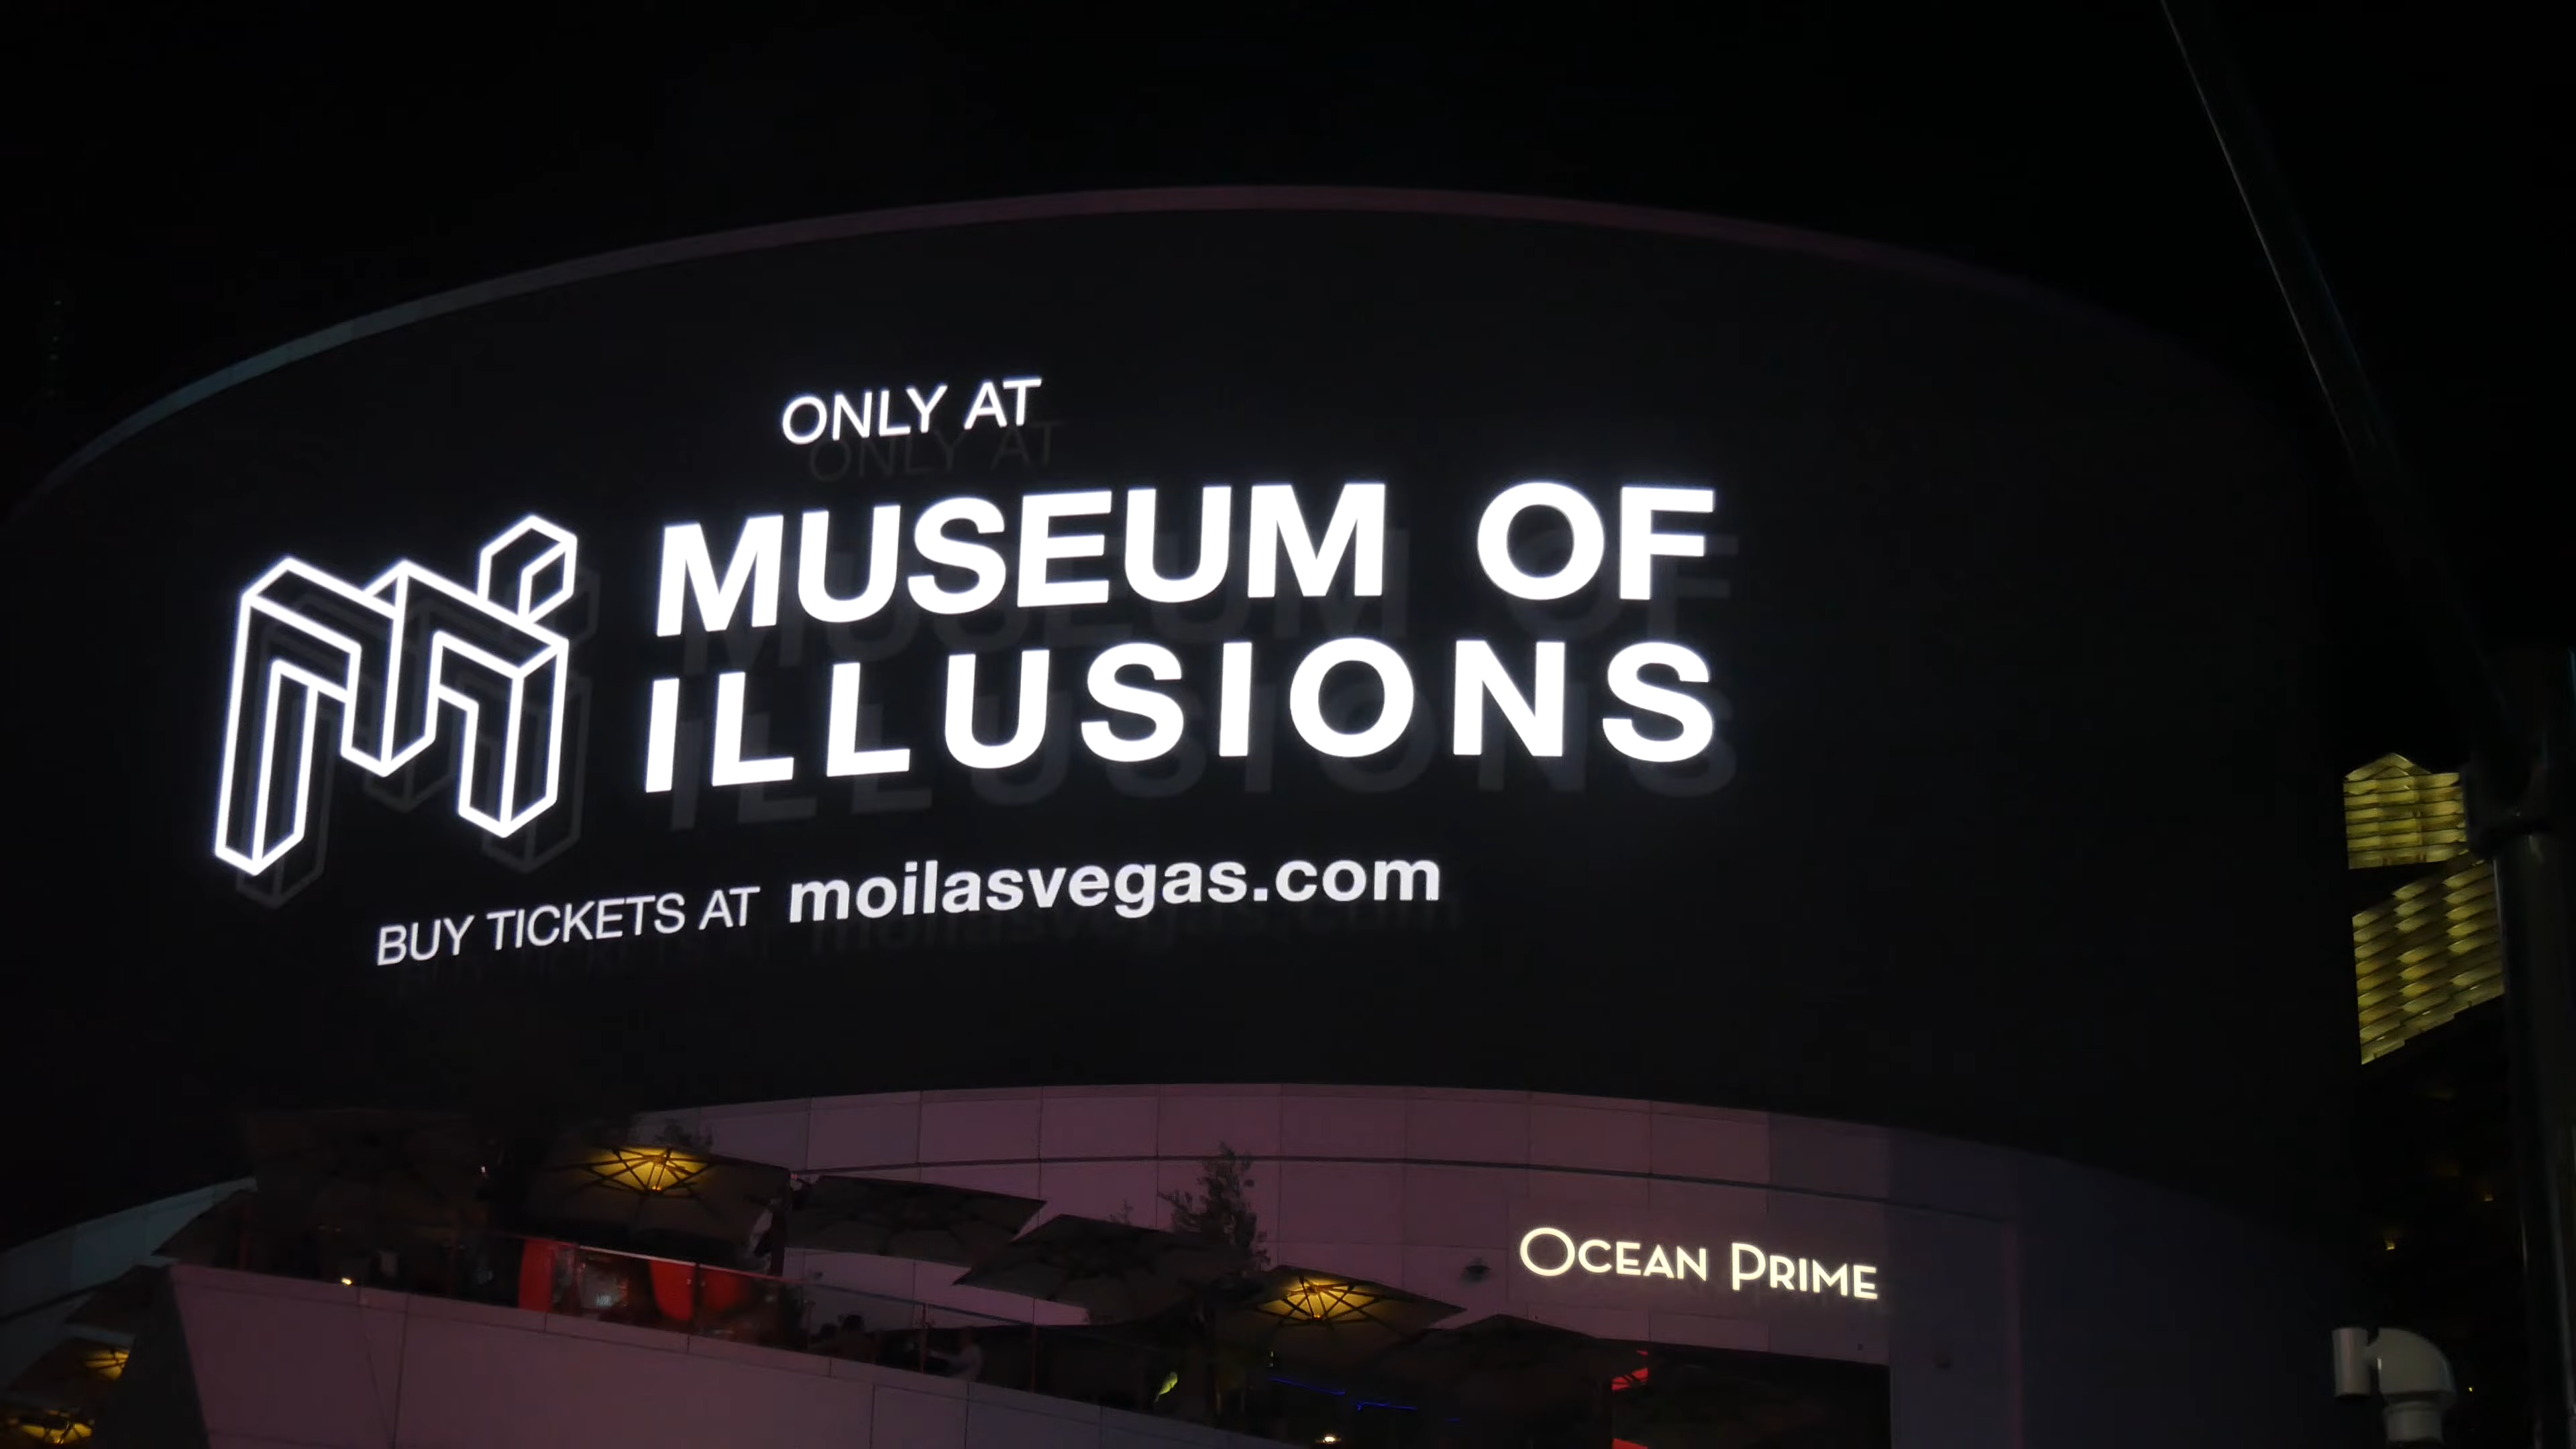 ONLY AT
MUSEUM OF
ILLUSIONS
BUY TICKETS AT moilasvegas.com
OCEAN PRIME